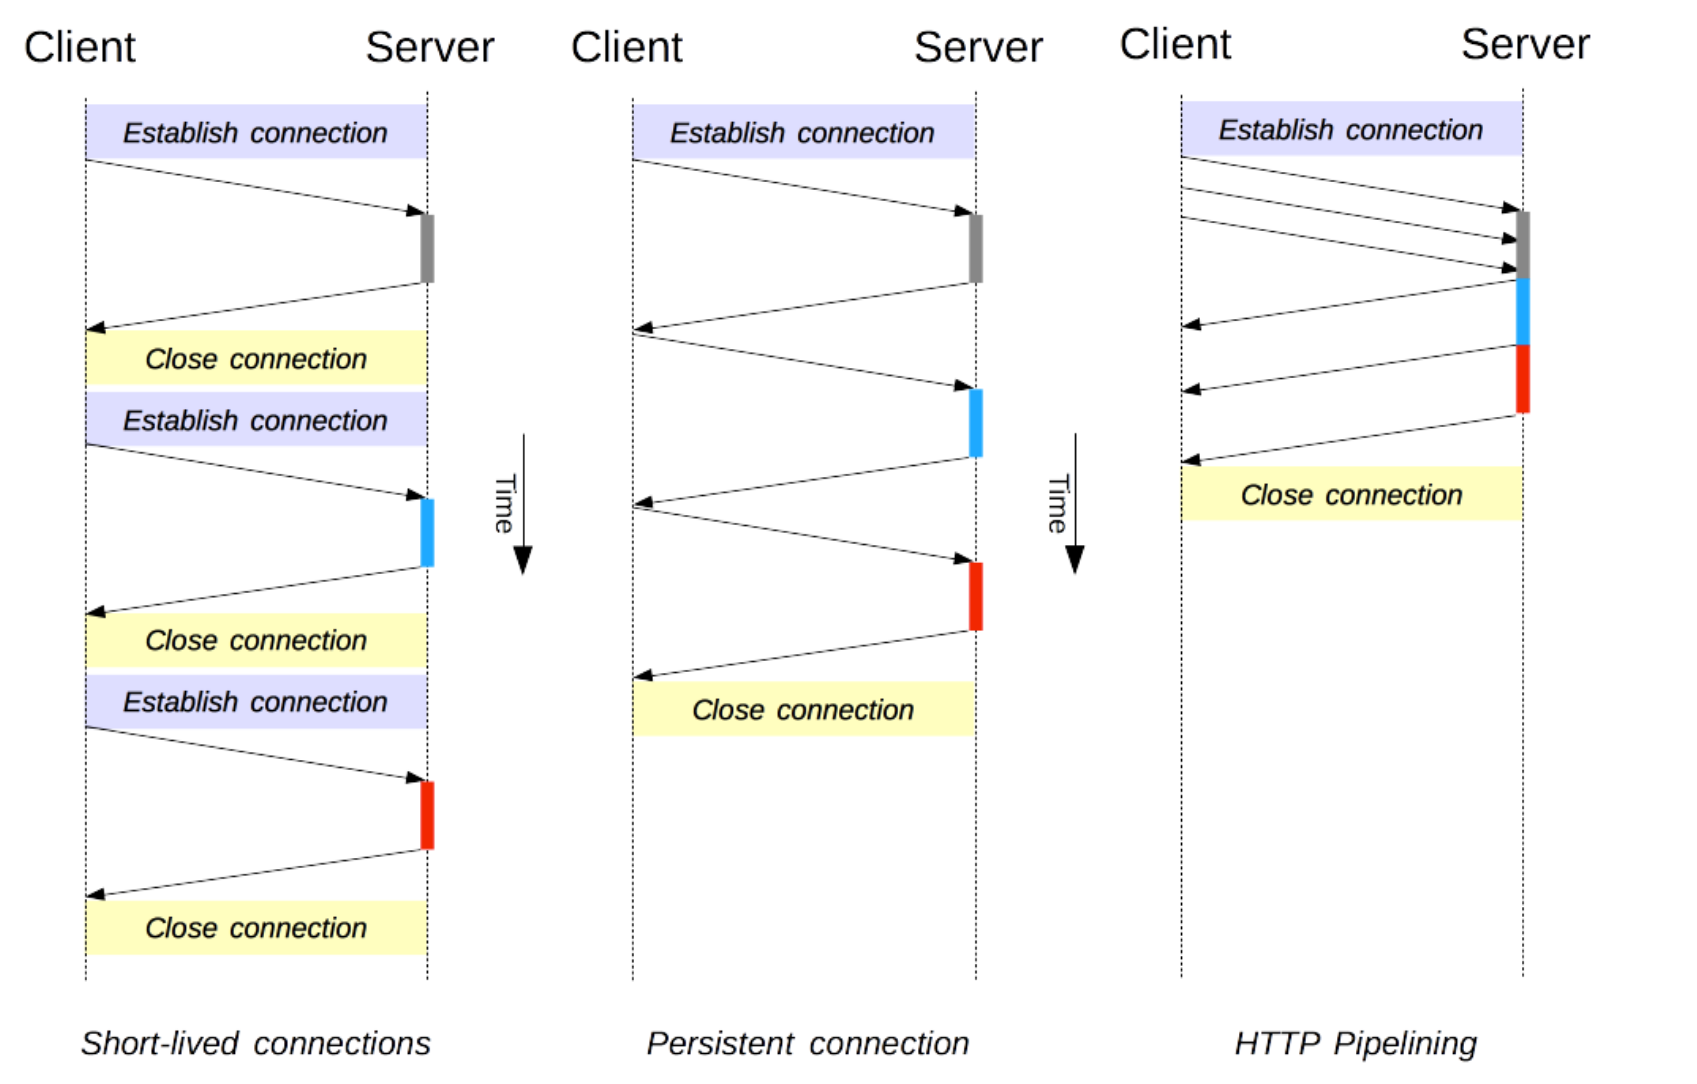 Client
Server
Establish connection
Close connection
Establish connection
Close connection
Establish connection
Close connection
Short-lived connections
Time
Client
Server
Establish connection
Close connection
Persistent connection
Time
Client
Server
Establish connection
Close connection
HTTP Pipelining